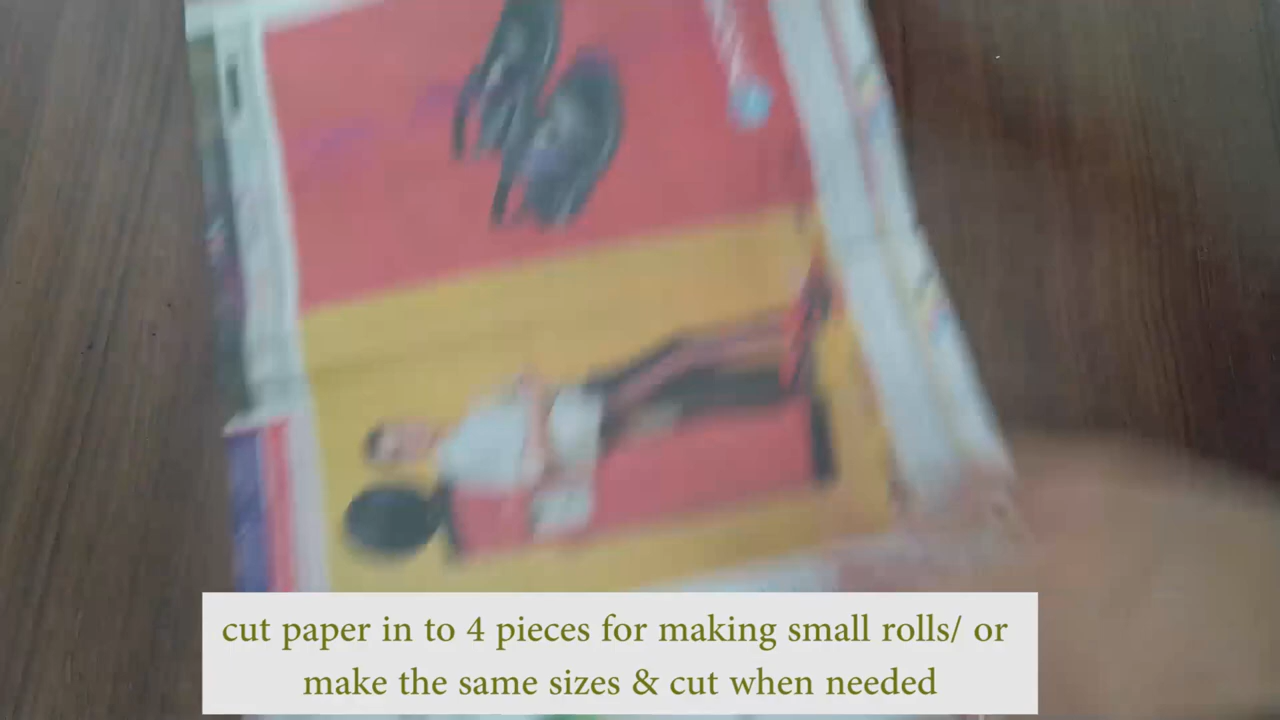 cut paper in to 4 pieces for making small rolls/ or
make the same sizes & cut when needed